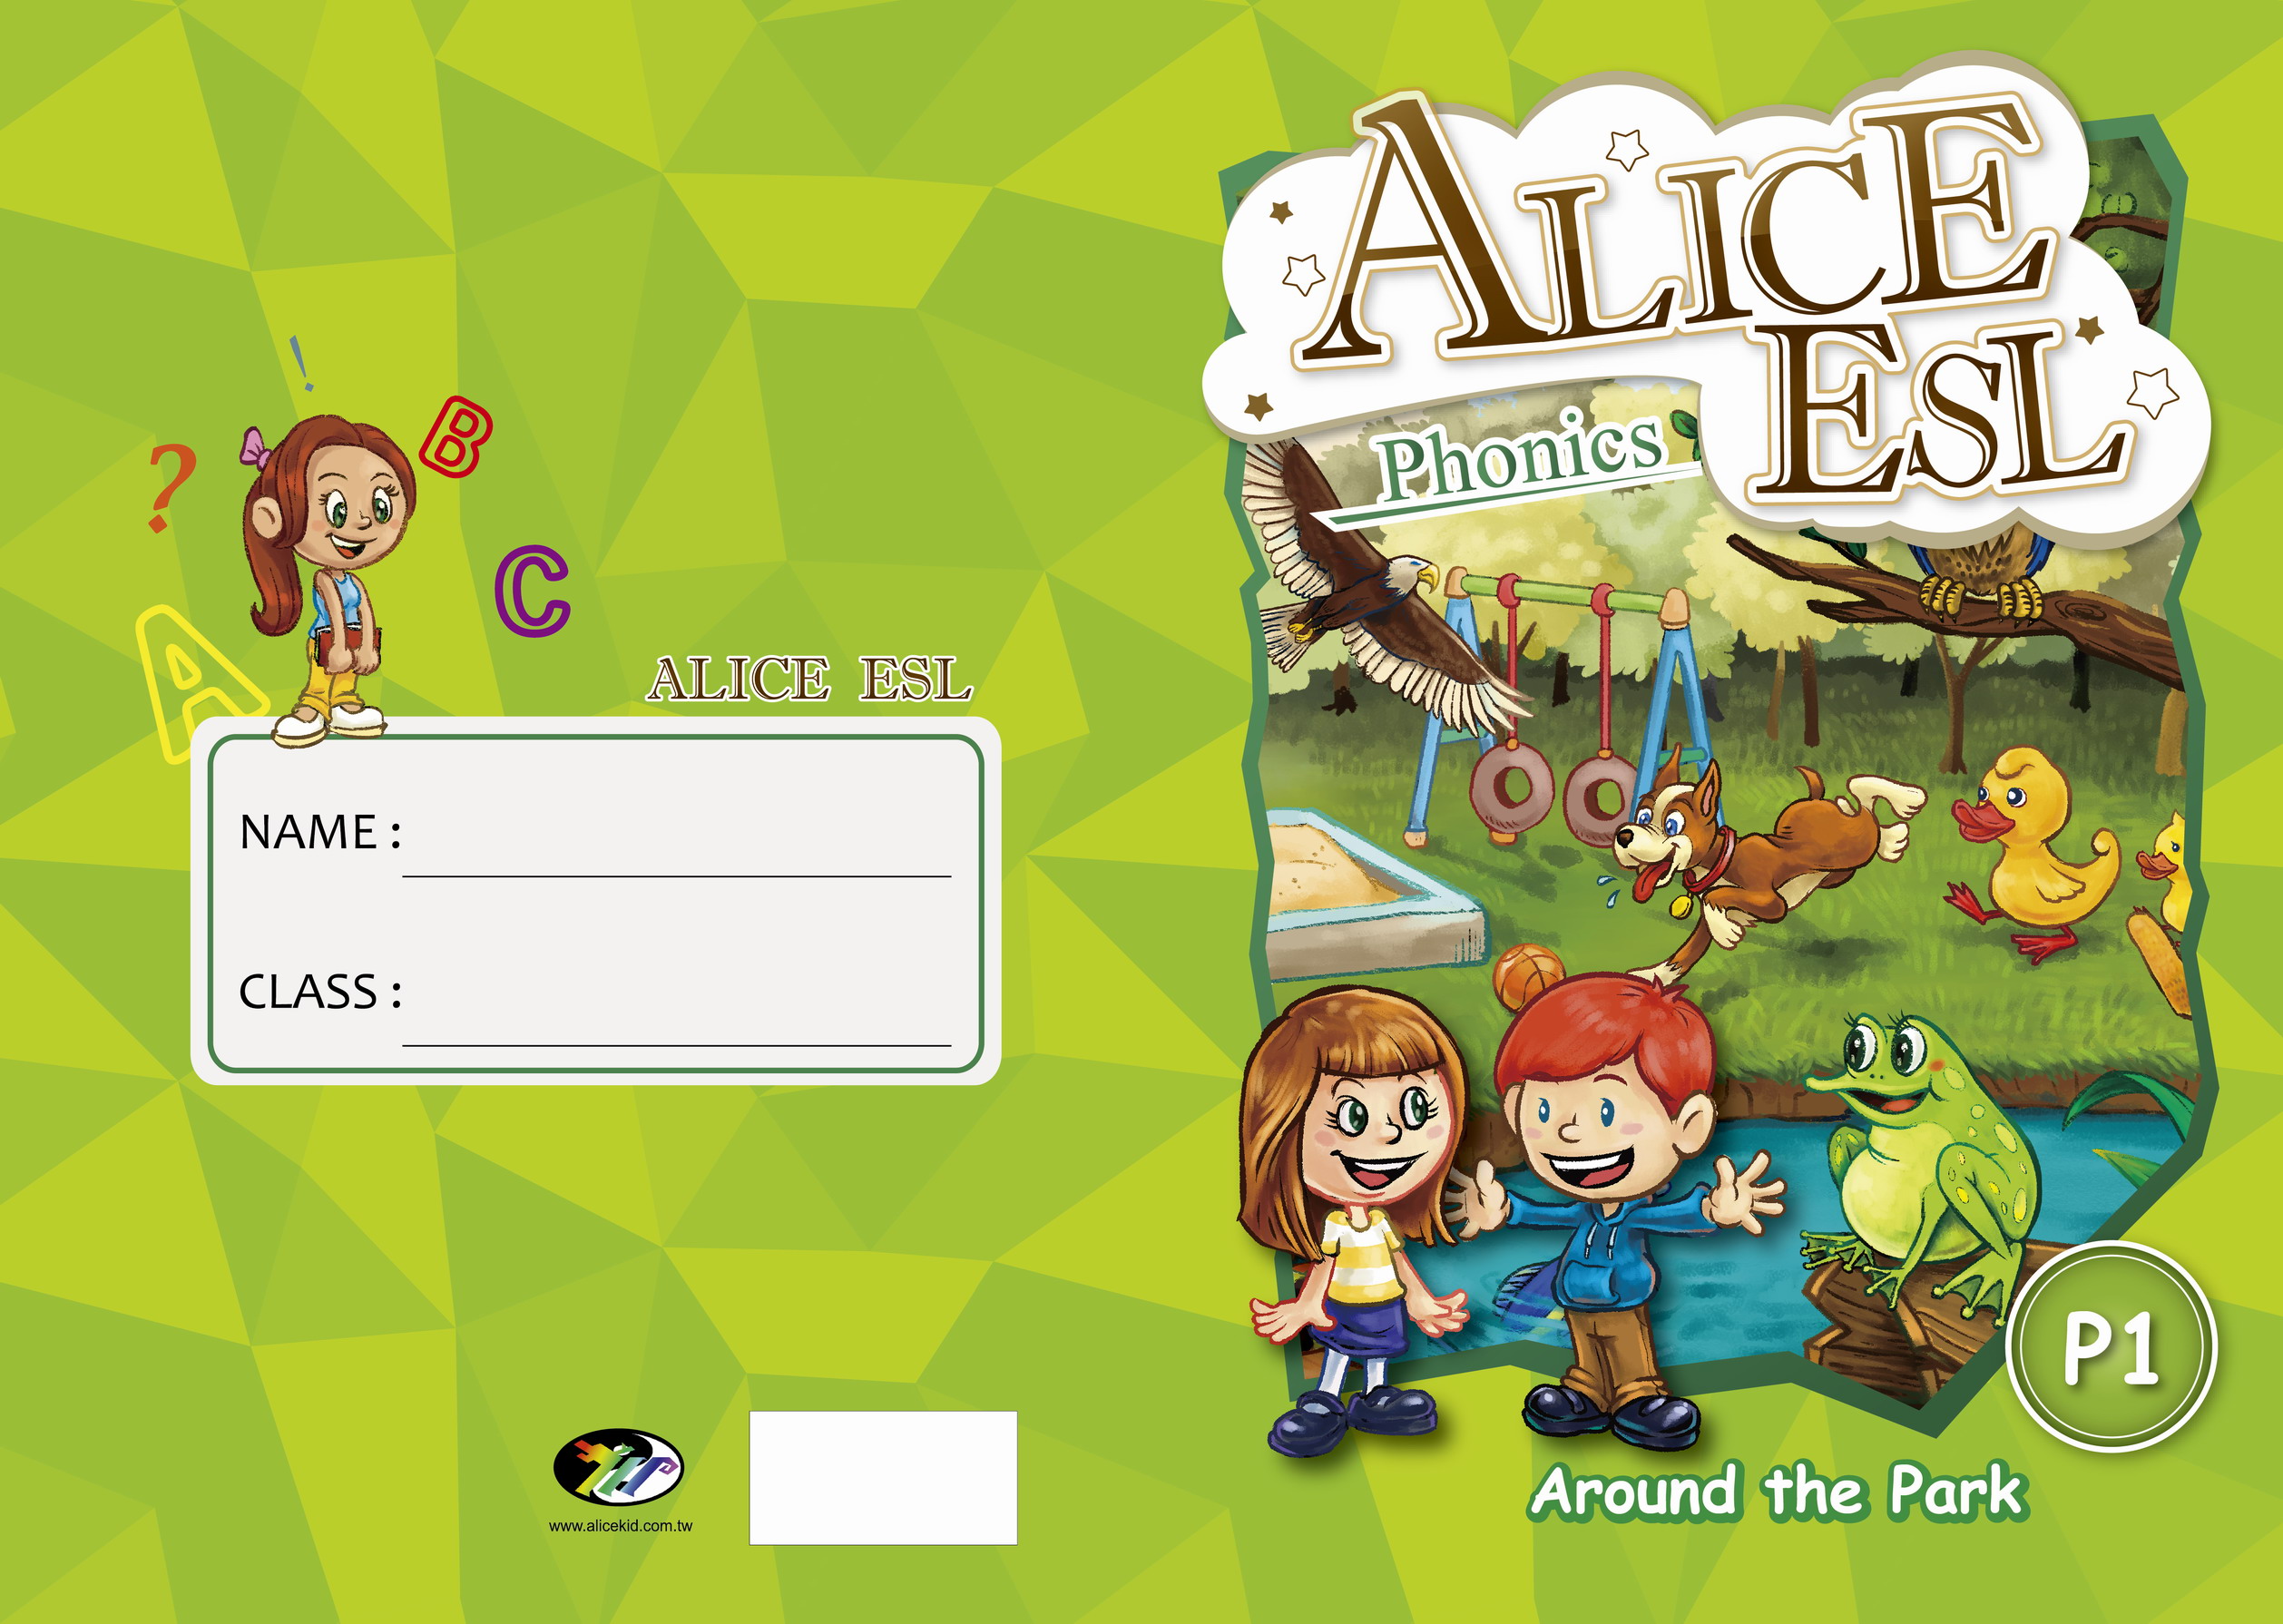 !
B
?
C
A
ALICE ESL
NAME :
CLASS :
www.alicekid.com.tw
ALICE
ESL
Phonics
P1
Around the Park